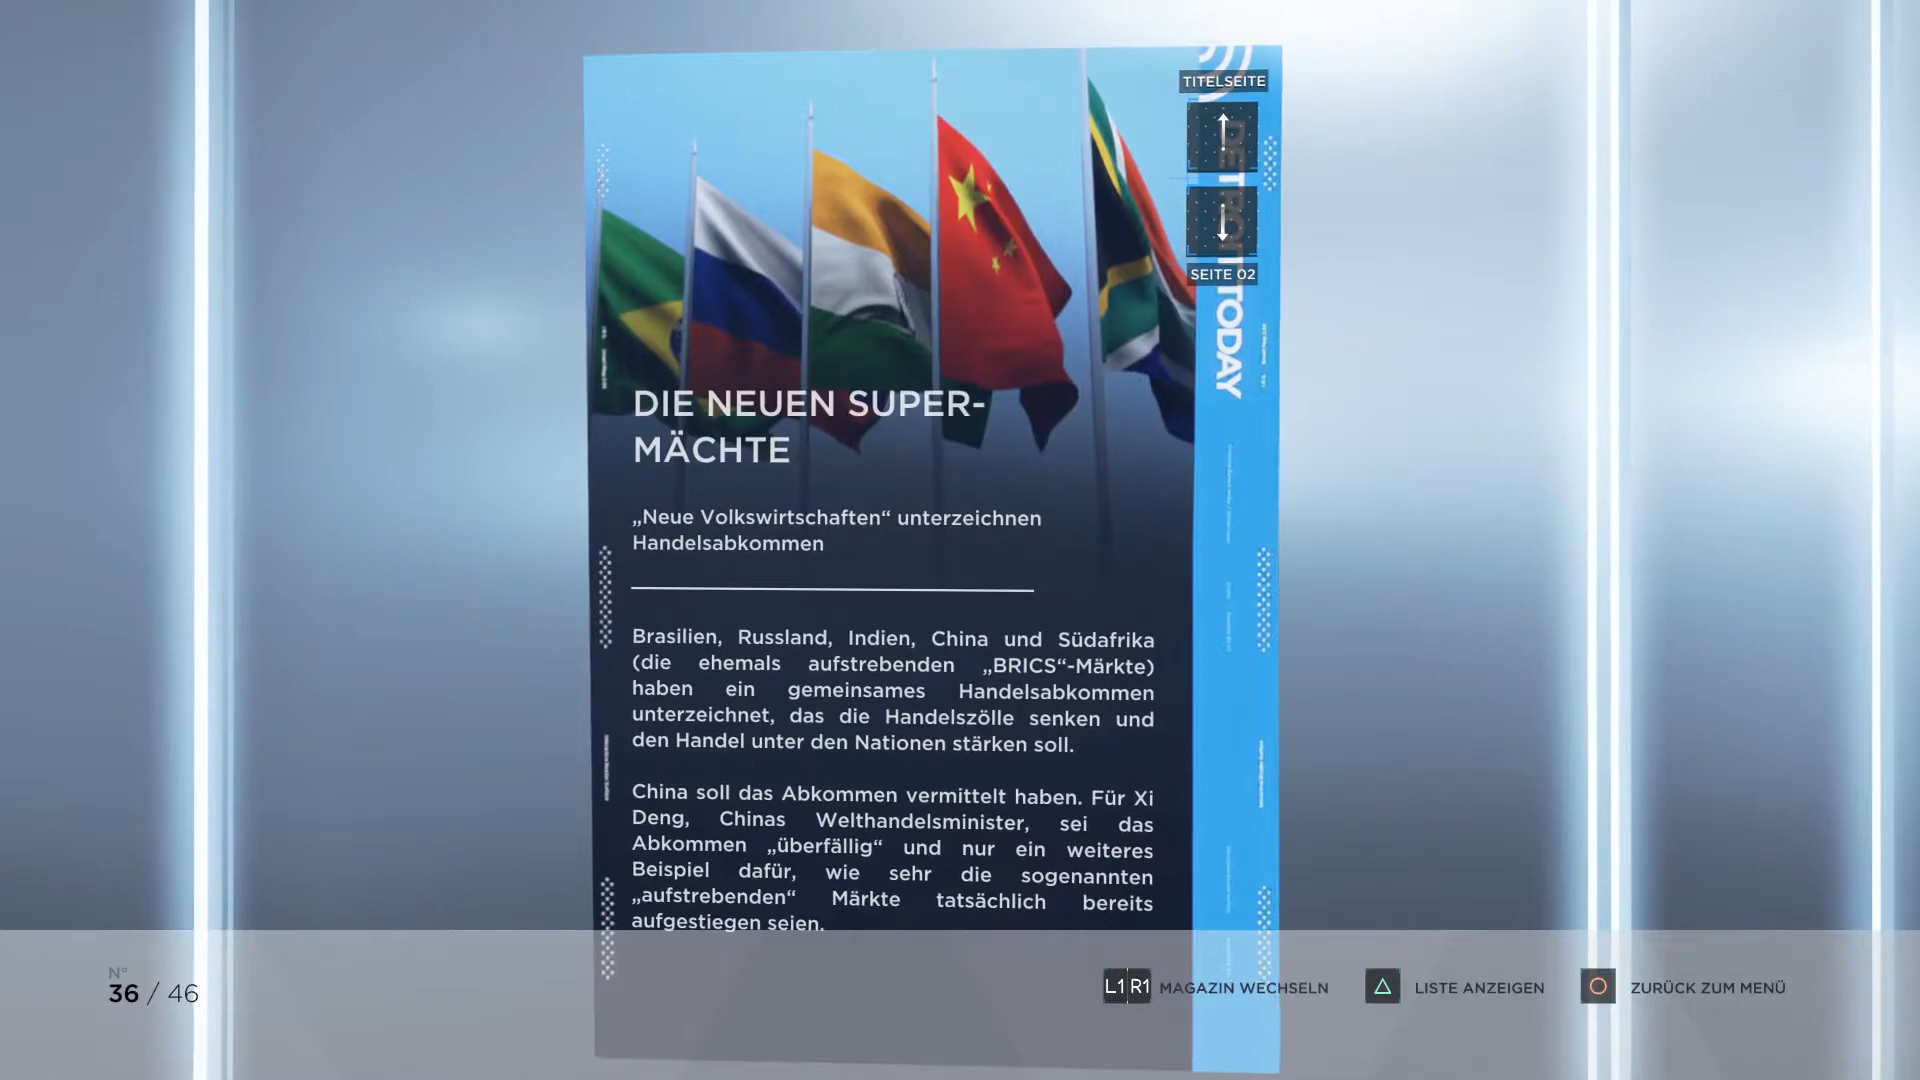 TITELSEITE
DETROIT TODAY
SEITE 02
DIE NEUEN SUPER-
MÄCHTE
„Neue Volkswirtschaften“ unterzeichnen
Handelsabkommen
Brasilien, Russland, Indien, China und Südafrika
(die ehemals aufstrebenden „BRICS“-Märkte)
haben ein gemeinsames Handelsabkommen
unterzeichnet, das die Handelszölle senken und
den Handel unter den Nationen stärken soll.
China soll das Abkommen vermittelt haben. Für Xi
Deng, Chinas Welthandelsminister, sei das
Abkommen „überfällig“ und nur ein weiteres
Beispiel dafür, wie sehr die sogenannten
„aufstrebenden“ Märkte tatsächlich bereits
aufgestiegen seien.
N°
36 / 46
L1 R1 MAGAZIN WECHSELN
LISTE ANZEIGEN
ZURÜCK ZUM MENÜ